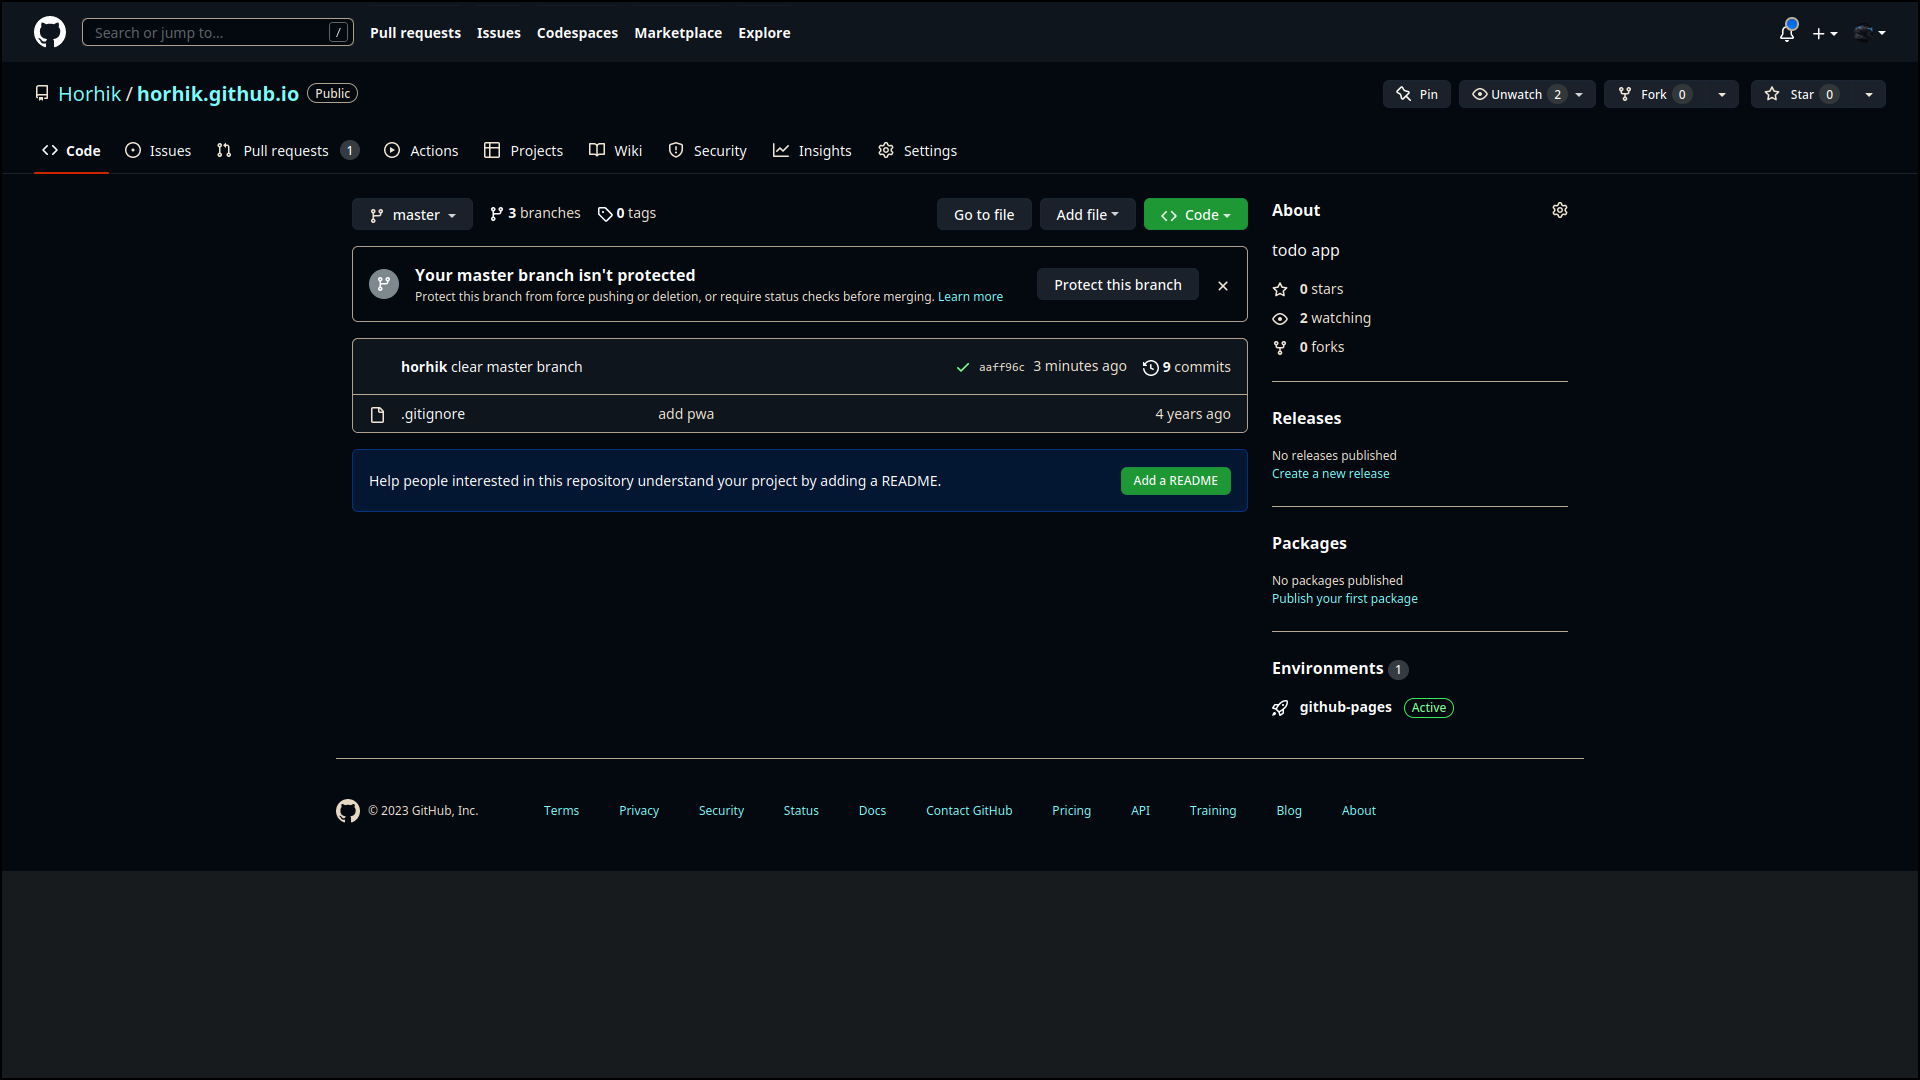 Search or jump to... / Pull requests Issues Codespaces Marketplace Explore
Horhik / horhik.github.io Public Pin Unwatch 2 Fork 0 Star 0
Code Issues Pull requests 1 Actions Projects Wiki Security Insights Settings
master 3 branches 0 tags Go to file Add file Code
Your master branch isn't protected
Protect this branch from force pushing or deletion, or require status checks before merging. Learn more
Protect this branch
horhik clear master branch aaff96c 3 minutes ago 9 commits
.gitignore add pwa 4 years ago
Help people interested in this repository understand your project by adding a README. Add a README
About
todo app
0 stars
2 watching
0 forks
Releases
No releases published
Create a new release
Packages
No packages published
Publish your first package
Environments 1
github-pages Active
© 2023 GitHub, Inc. Terms Privacy Security Status Docs Contact GitHub Pricing API Training Blog About